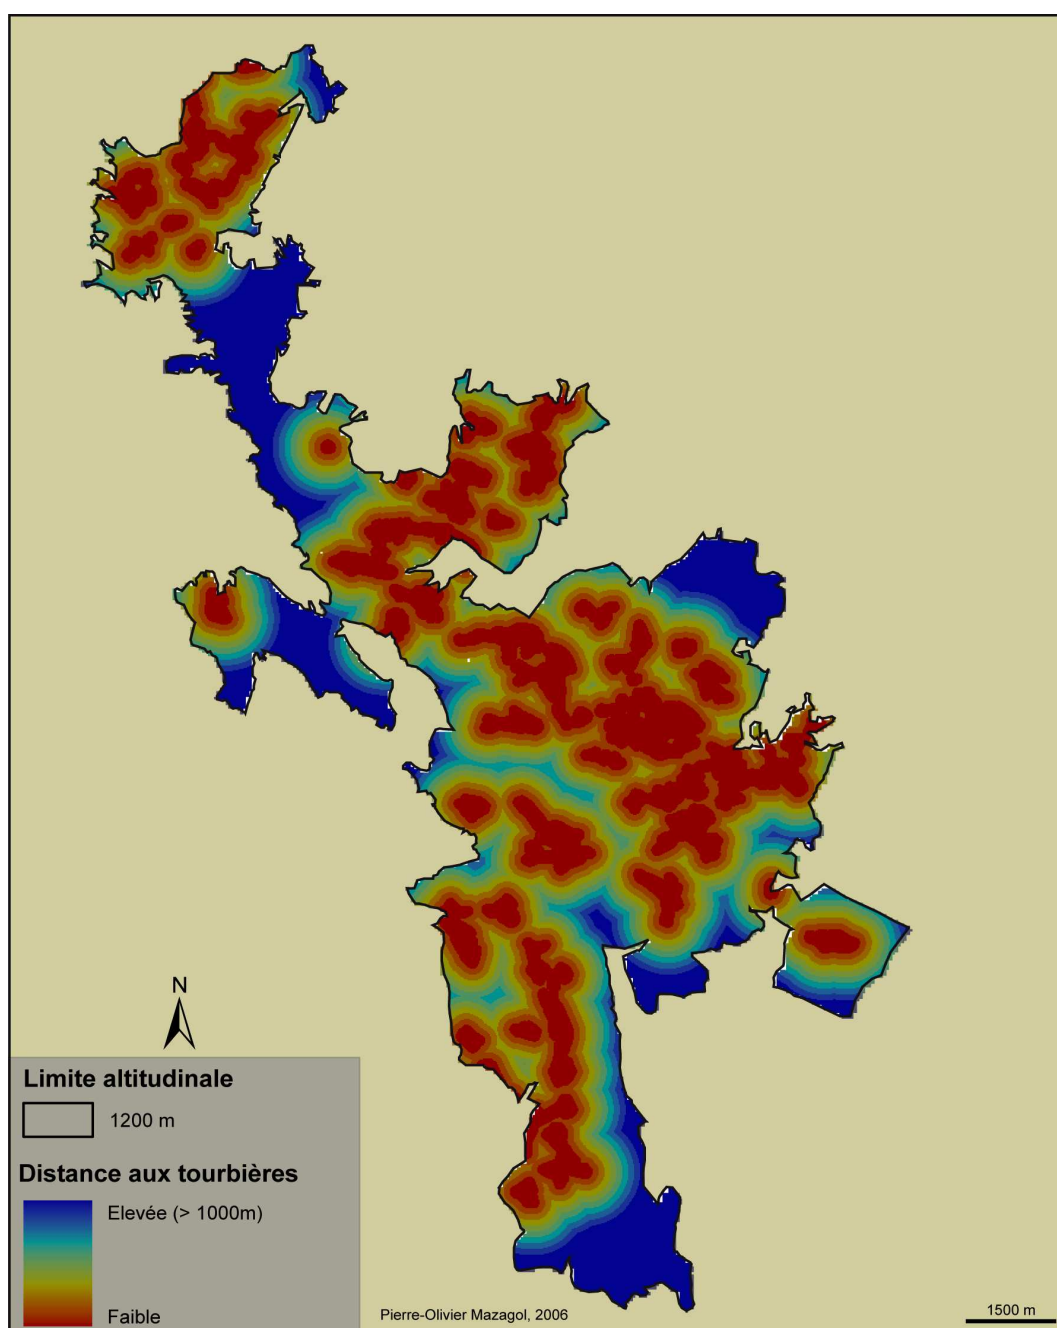 N
Limite altitudinale
1200 m
Distance aux tourbières
Elevée (> 1000m)
Faible
Pierre-Olivier Mazagol, 2006
1500 m